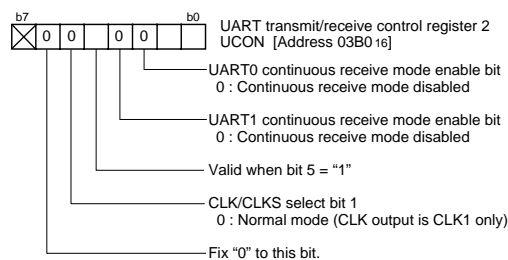 b7 b0
0 0 0 0
UART transmit/receive control register 2
UCON [Address 03B016]
UART0 continuous receive mode enable bit
0 : Continuous receive mode disabled
UART1 continuous receive mode enable bit
0 : Continuous receive mode disabled
Valid when bit 5 = “1”
CLK/CLKS select bit 1
0 : Normal mode (CLK output is CLK1 only)
Fix “0” to this bit.